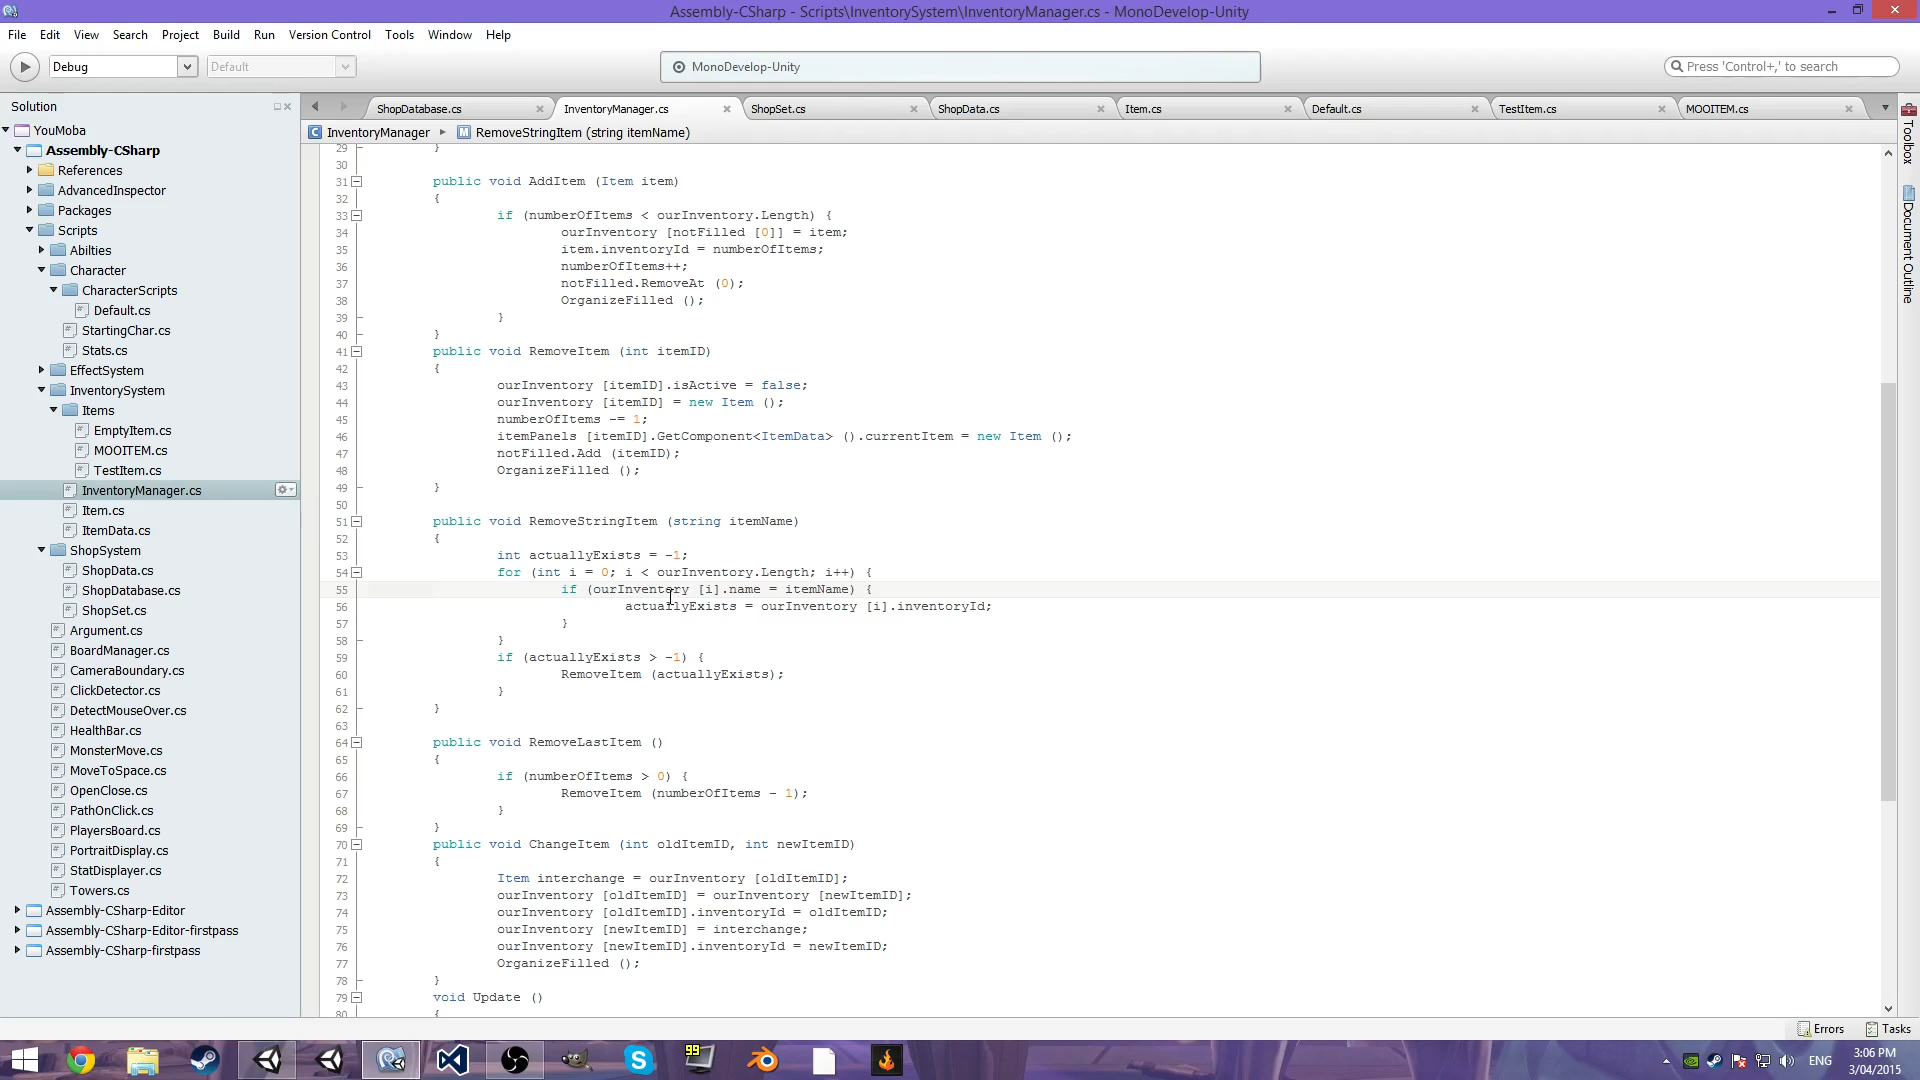 Assembly-CSharp - Scripts\InventorySystem\InventoryManager.cs - MonoDevelop-Unity
File Edit View Search Project Build Run Version Control Tools Window Help
Debug Default MonoDevelop-Unity Press 'Control+,' to search
Solution
YouMoba
Assembly-CSharp
References
AdvancedInspector
Packages
Scripts
Abilties
Character
CharacterScripts
Default.cs
StartingChar.cs
Stats.cs
EffectSystem
InventorySystem
Items
EmptyItem.cs
MOOITEM.cs
TestItem.cs
InventoryManager.cs
Item.cs
ItemData.cs
ShopSystem
ShopData.cs
ShopDatabase.cs
ShopSet.cs
Argument.cs
BoardManager.cs
CameraBoundary.cs
ClickDetector.cs
DetectMouseOver.cs
HealthBar.cs
MonsterMove.cs
MoveToSpace.cs
OpenClose.cs
PathOnClick.cs
PlayersBoard.cs
PortraitDisplay.cs
StatDisplayer.cs
Towers.cs
Assembly-CSharp-Editor
Assembly-CSharp-Editor-firstpass
Assembly-CSharp-firstpass
ShopDatabase.cs InventoryManager.cs ShopSet.cs ShopData.cs Item.cs Default.cs TestItem.cs MOOITEM.cs
InventoryManager RemoveStringItem (string itemName)
29 }
30
31 public void AddItem (Item item)
32 {
33 if (numberOfItems < ourInventory.Length) {
34 ourInventory [notFilled [0]] = item;
35 item.inventoryId = numberOfItems;
36 numberOfItems++;
37 notFilled.RemoveAt (0);
38 OrganizeFilled ();
39 }
40 }
41 public void RemoveItem (int itemID)
42 {
43 ourInventory [itemID].isActive = false;
44 ourInventory [itemID] = new Item ();
45 numberOfItems -= 1;
46 itemPanels [itemID].GetComponent<ItemData> ().currentItem = new Item ();
47 notFilled.Add (itemID);
48 OrganizeFilled ();
49 }
50
51 public void RemoveStringItem (string itemName)
52 {
53 int actuallyExists = -1;
54 for (int i = 0; i < ourInventory.Length; i++) {
55 if (ourInventory [i].name = itemName) {
56 actuallyExists = ourInventory [i].inventoryId;
57 }
58 }
59 if (actuallyExists > -1) {
60 RemoveItem (actuallyExists);
61 }
62 }
63
64 public void RemoveLastItem ()
65 {
66 if (numberOfItems > 0) {
67 RemoveItem (numberOfItems - 1);
68 }
69 }
70 public void ChangeItem (int oldItemID, int newItemID)
71 {
72 Item interchange = ourInventory [oldItemID];
73 ourInventory [oldItemID] = ourInventory [newItemID];
74 ourInventory [oldItemID].inventoryId = oldItemID;
75 ourInventory [newItemID] = interchange;
76 ourInventory [newItemID].inventoryId = newItemID;
77 OrganizeFilled ();
78 }
79 void Update ()
80 {
Toolbox
Document Outline
Errors Tasks
99
ENG
3:06 PM
3/04/2015